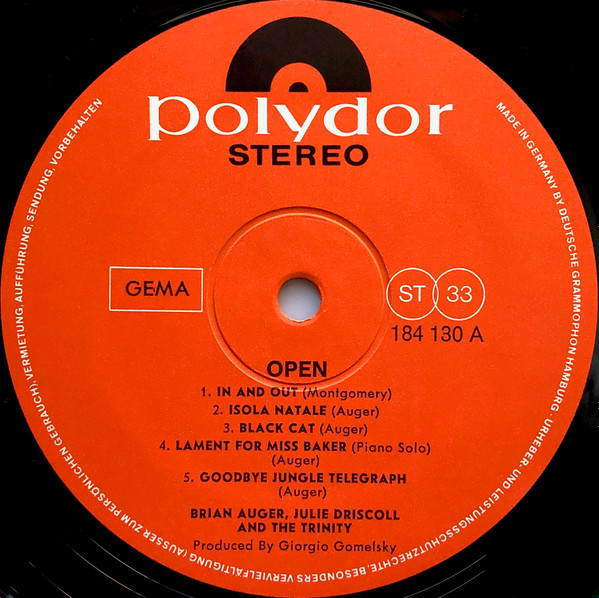 polydor
STEREO
GEMA
ST 33
184 130 A
OPEN
1. IN AND OUT (Montgomery)
2. ISOLA NATALE (Auger)
3. BLACK CAT (Auger)
4. LAMENT FOR MISS BAKER (Piano Solo)
(Auger)
5. GOODBYE JUNGLE TELEGRAPH
(Auger)
BRIAN AUGER, JULIE DRISCOLL
AND THE TRINITY
Produced By Giorgio Gomelsky
MADE IN GERMANY BY DEUTSCHE GRAMMOPHON HAMBURG · URHEBER- UND LEISTUNGSSCHUTZRECHTE, BESONDERS VERVIELFÄLTIGUNG (AUSSER ZUM PERSÖNLICHEN GEBRAUCH), VERMIETUNG, AUFFÜHRUNG, SENDUNG, VORBEHALTEN